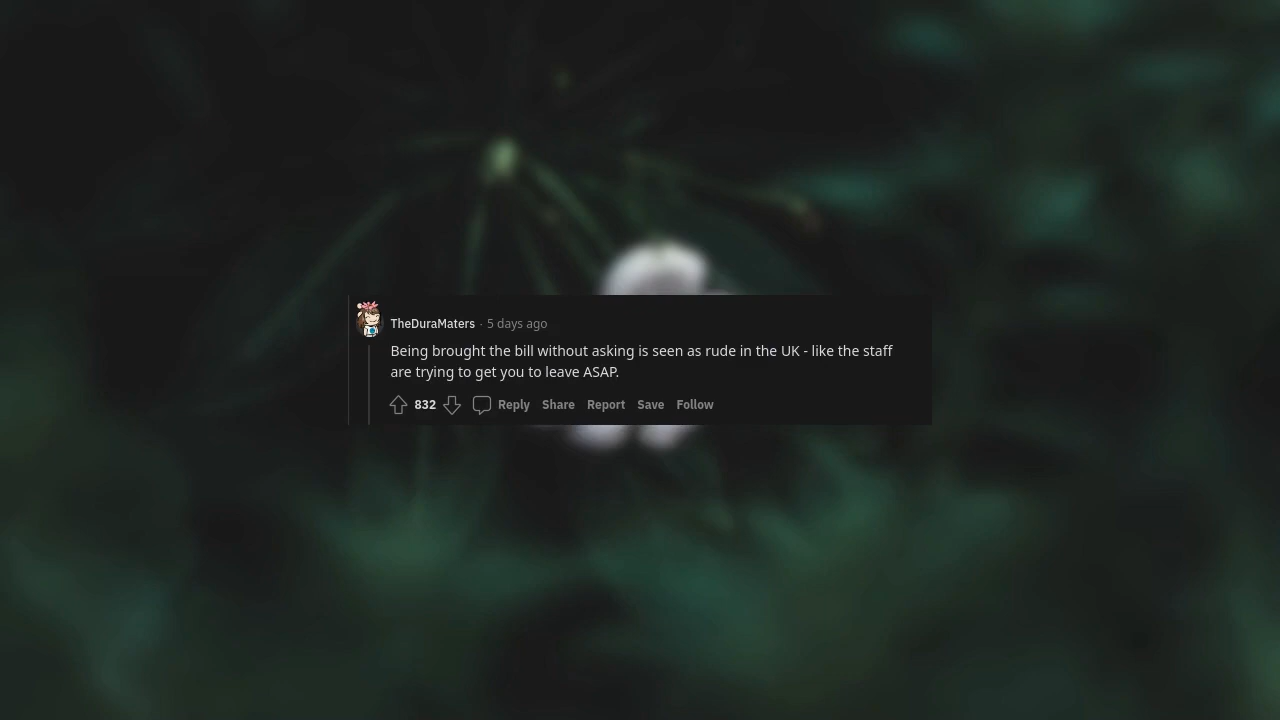 TheDuraMaters · 5 days ago
Being brought the bill without asking is seen as rude in the UK - like the staff
are trying to get you to leave ASAP.
832 Reply Share Report Save Follow